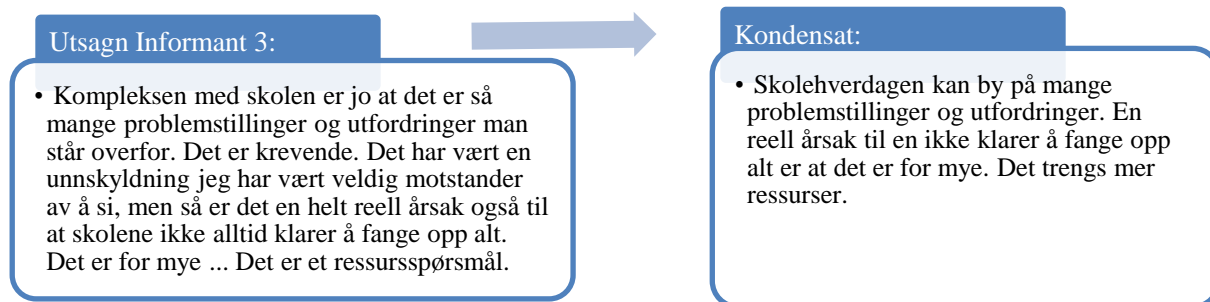 Utsagn Informant 3:
• Kompleksen med skolen er jo at det er så
mange problemstillinger og utfordringer man
står overfor. Det er krevende. Det har vært en
unnskyldning jeg har vært veldig motstander
av å si, men så er det en helt reell årsak også til
at skolene ikke alltid klarer å fange opp alt.
Det er for mye ... Det er et ressursspørsmål.
Kondensat:
• Skolehverdagen kan by på mange
problemstillinger og utfordringer. En
reell årsak til en ikke klarer å fange opp
alt er at det er for mye. Det trengs mer
ressurser.